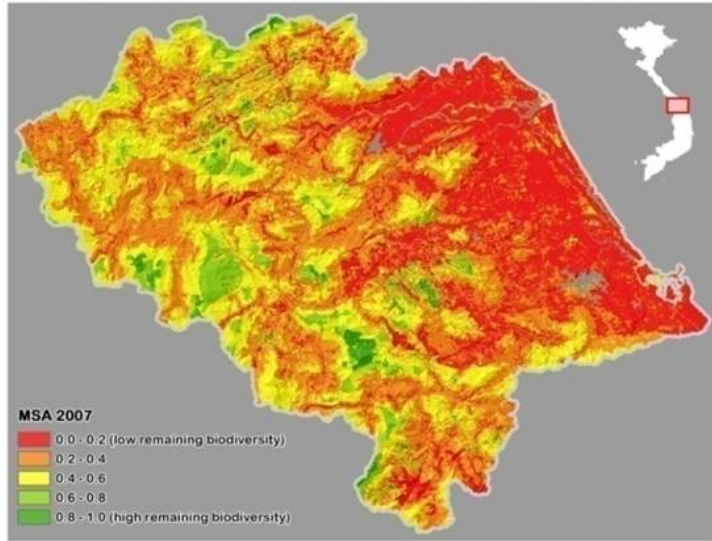 MSA 2007
0.0 - 0.2 (low remaining biodiversity)
0.2 - 0.4
0.4 - 0.6
0.6 - 0.8
0.8 - 1.0 (high remaining biodiversity)